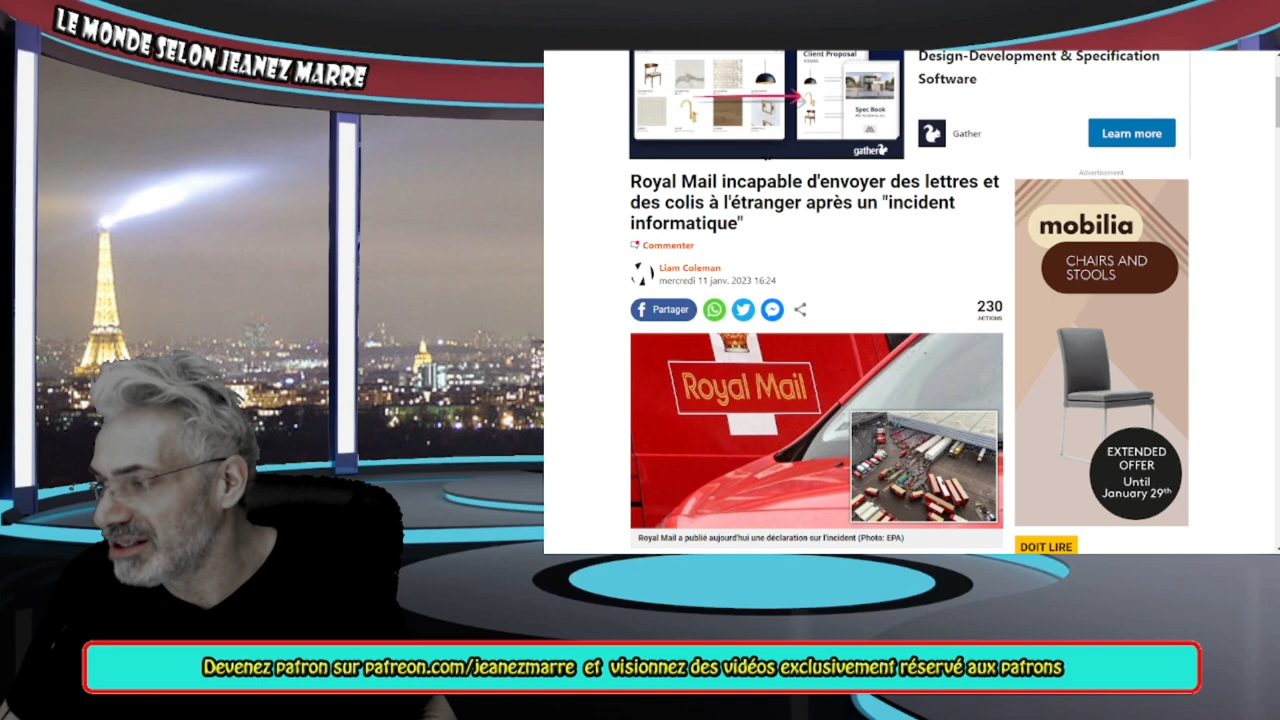 LE MONDE SELON JEANEZ MARRE
Client Proposal
Spec Book
gather
Design-Development & Specification
Software
Gather
Learn more
Advertisement
Royal Mail incapable d'envoyer des lettres et
des colis à l'étranger après un "incident
informatique"
Commenter
Liam Coleman
mercredi 11 janv. 2023 16:24
Partager
230
ACTIONS
mobilia
CHAIRS AND
STOOLS
EXTENDED
OFFER
Until
January 29th
Royal Mail
Royal Mail a publié aujourd'hui une déclaration sur l'incident (Photo: EPA)
DOIT LIRE
Devenez patron sur patreon.com/jeanezmarre et visionnez des vidéos exclusivement réservé aux patrons